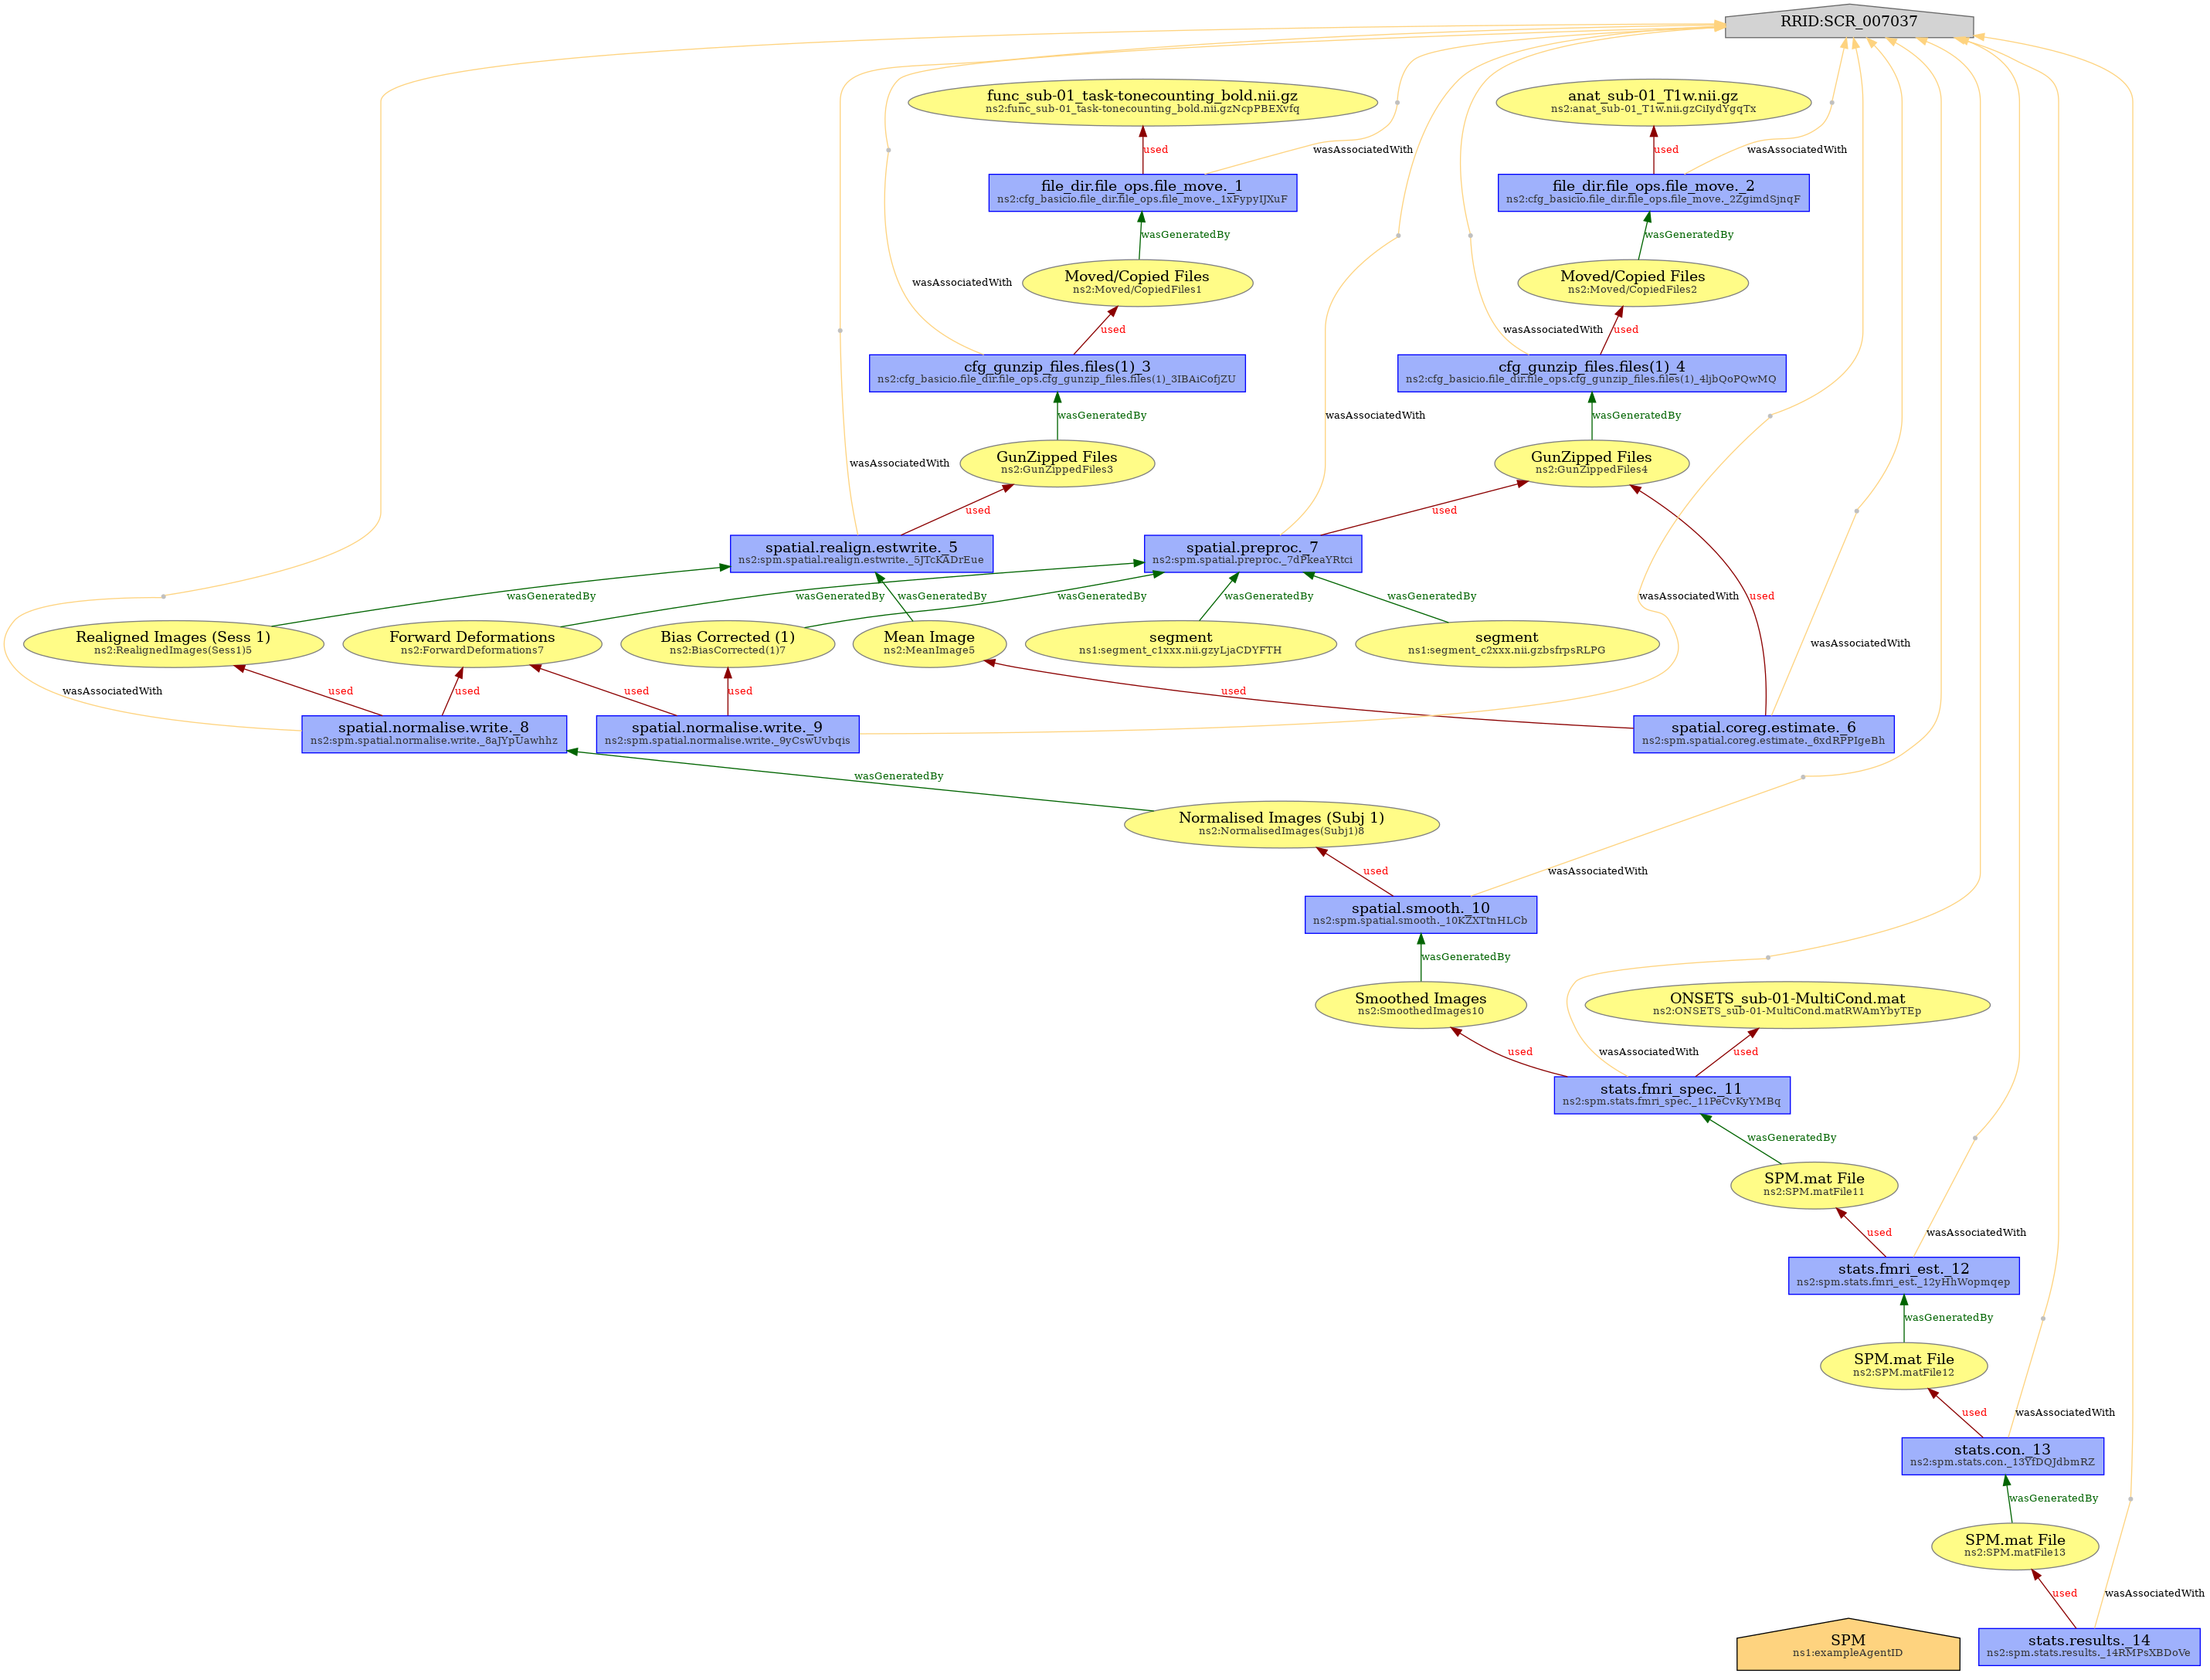 RRID:SCR_007037
func_sub-01_task-tonecounting_bold.nii.gz
ns2:func_sub-01_task-tonecounting_bold.nii.gzNcpPBEXvfq
anat_sub-01_T1w.nii.gz
ns2:anat_sub-01_T1w.nii.gzCiIydYgqTx
used
wasAssociatedWith
used
wasAssociatedWith
file_dir.file_ops.file_move._1
ns2:cfg_basicio.file_dir.file_ops.file_move._1xFypyIJXuF
file_dir.file_ops.file_move._2
ns2:cfg_basicio.file_dir.file_ops.file_move._2ZgimdSjnqF
wasGeneratedBy
wasGeneratedBy
Moved/Copied Files
ns2:Moved/CopiedFiles1
Moved/Copied Files
ns2:Moved/CopiedFiles2
wasAssociatedWith
used
wasAssociatedWith
used
cfg_gunzip_files.files(1)_3
ns2:cfg_basicio.file_dir.file_ops.cfg_gunzip_files.files(1)_3IBAiCofjZU
cfg_gunzip_files.files(1)_4
ns2:cfg_basicio.file_dir.file_ops.cfg_gunzip_files.files(1)_4ljbQoPQwMQ
wasGeneratedBy
wasAssociatedWith
wasGeneratedBy
wasAssociatedWith
GunZipped Files
ns2:GunZippedFiles3
GunZipped Files
ns2:GunZippedFiles4
used
used
spatial.realign.estwrite._5
ns2:spm.spatial.realign.estwrite._5JTcKADrEue
spatial.preproc._7
ns2:spm.spatial.preproc._7dPkeaYRtci
wasGeneratedBy
wasGeneratedBy
wasGeneratedBy
wasGeneratedBy
wasGeneratedBy
wasGeneratedBy
wasAssociatedWith
used
Realigned Images (Sess 1)
ns2:RealignedImages(Sess1)5
Forward Deformations
ns2:ForwardDeformations7
Bias Corrected (1)
ns2:BiasCorrected(1)7
Mean Image
ns2:MeanImage5
segment
ns1:segment_c1xxx.nii.gzyLjaCDYFTH
segment
ns1:segment_c2xxx.nii.gzbsfrpsRLPG
wasAssociatedWith
wasAssociatedWith
used
used
used
used
used
spatial.normalise.write._8
ns2:spm.spatial.normalise.write._8aJYpUawhhz
spatial.normalise.write._9
ns2:spm.spatial.normalise.write._9yCswUvbqis
spatial.coreg.estimate._6
ns2:spm.spatial.coreg.estimate._6xdRPPIgeBh
wasGeneratedBy
Normalised Images (Subj 1)
ns2:NormalisedImages(Subj1)8
used
wasAssociatedWith
spatial.smooth._10
ns2:spm.spatial.smooth._10KZXTtnHLCb
wasGeneratedBy
Smoothed Images
ns2:SmoothedImages10
ONSETS_sub-01-MultiCond.mat
ns2:ONSETS_sub-01-MultiCond.matRWAmYbyTEp
used
wasAssociatedWith
used
stats.fmri_spec._11
ns2:spm.stats.fmri_spec._11PeCvKyYMBq
wasGeneratedBy
SPM.mat File
ns2:SPM.matFile11
used
wasAssociatedWith
stats.fmri_est._12
ns2:spm.stats.fmri_est._12yHhWopmqep
wasGeneratedBy
SPM.mat File
ns2:SPM.matFile12
used
wasAssociatedWith
stats.con._13
ns2:spm.stats.con._13YfDQJdbmRZ
wasGeneratedBy
SPM.mat File
ns2:SPM.matFile13
used
wasAssociatedWith
SPM
ns1:exampleAgentID
stats.results._14
ns2:spm.stats.results._14RMPsXBDoVe